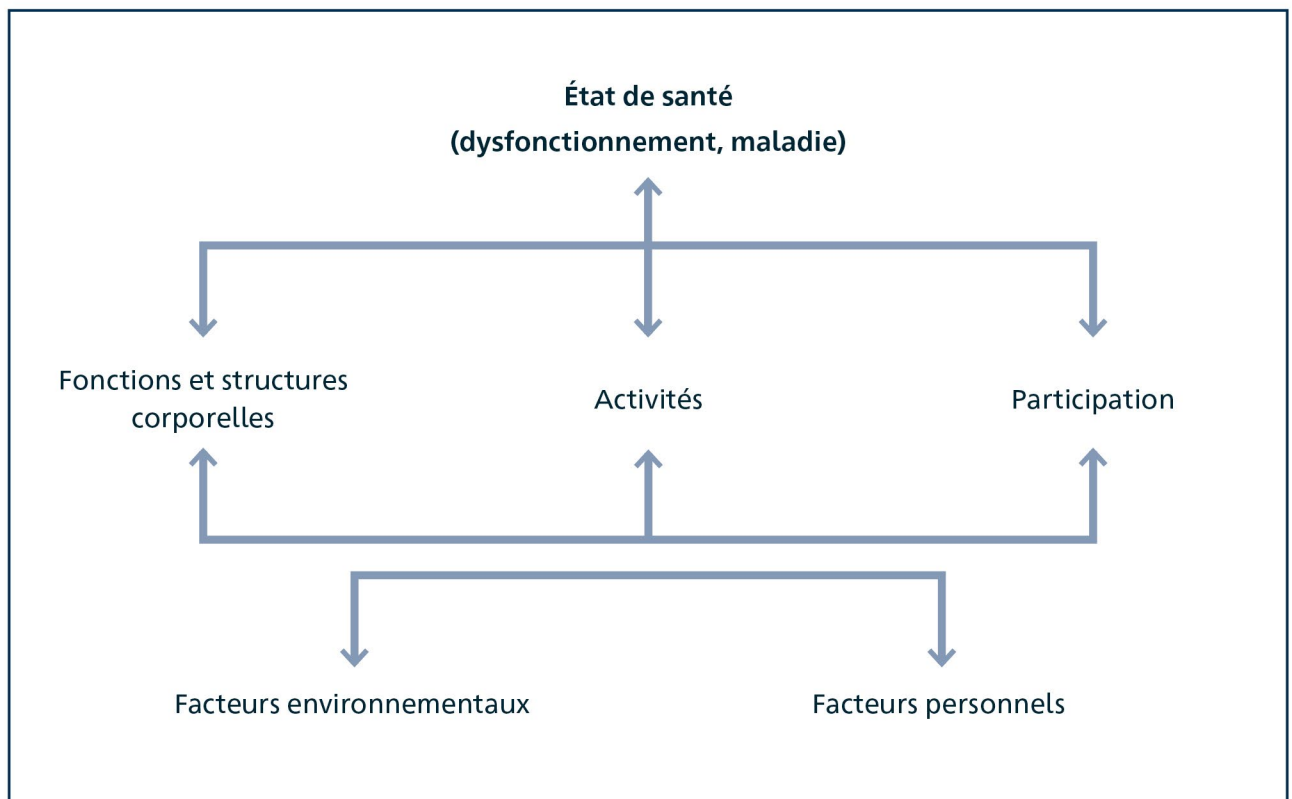 État de santé
(dysfonctionnement, maladie)
Fonctions et structures
corporelles
Activités
Participation
Facteurs environnementaux
Facteurs personnels